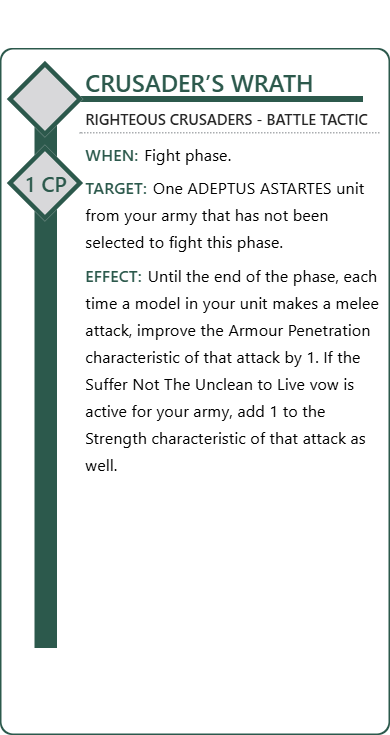 CRUSADER’S WRATH
RIGHTEOUS CRUSADERS - BATTLE TACTIC
WHEN: Fight phase.
1 CP
TARGET: One ADEPTUS ASTARTES unit
from your army that has not been
selected to fight this phase.
EFFECT: Until the end of the phase, each
time a model in your unit makes a melee
attack, improve the Armour Penetration
characteristic of that attack by 1. If the
Suffer Not The Unclean to Live vow is
active for your army, add 1 to the
Strength characteristic of that attack as
well.